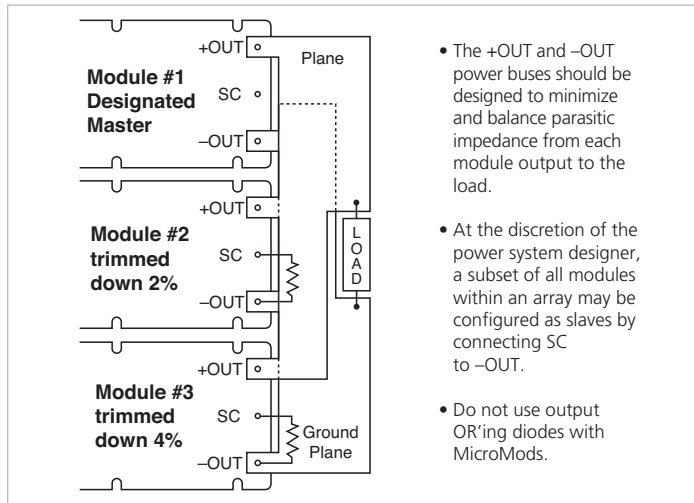 +OUT
Plane
Module #1
Designated
Master
SC
–OUT
+OUT
Module #2
trimmed
down 2%
SC
–OUT
LOAD
+OUT
Module #3
trimmed
down 4%
SC
Ground
Plane
–OUT
• The +OUT and –OUT
power buses should be
designed to minimize
and balance parasitic
impedance from each
module output to the
load.
• At the discretion of the
power system designer,
a subset of all modules
within an array may be
configured as slaves by
connecting SC
to –OUT.
• Do not use output
OR'ing diodes with
MicroMods.